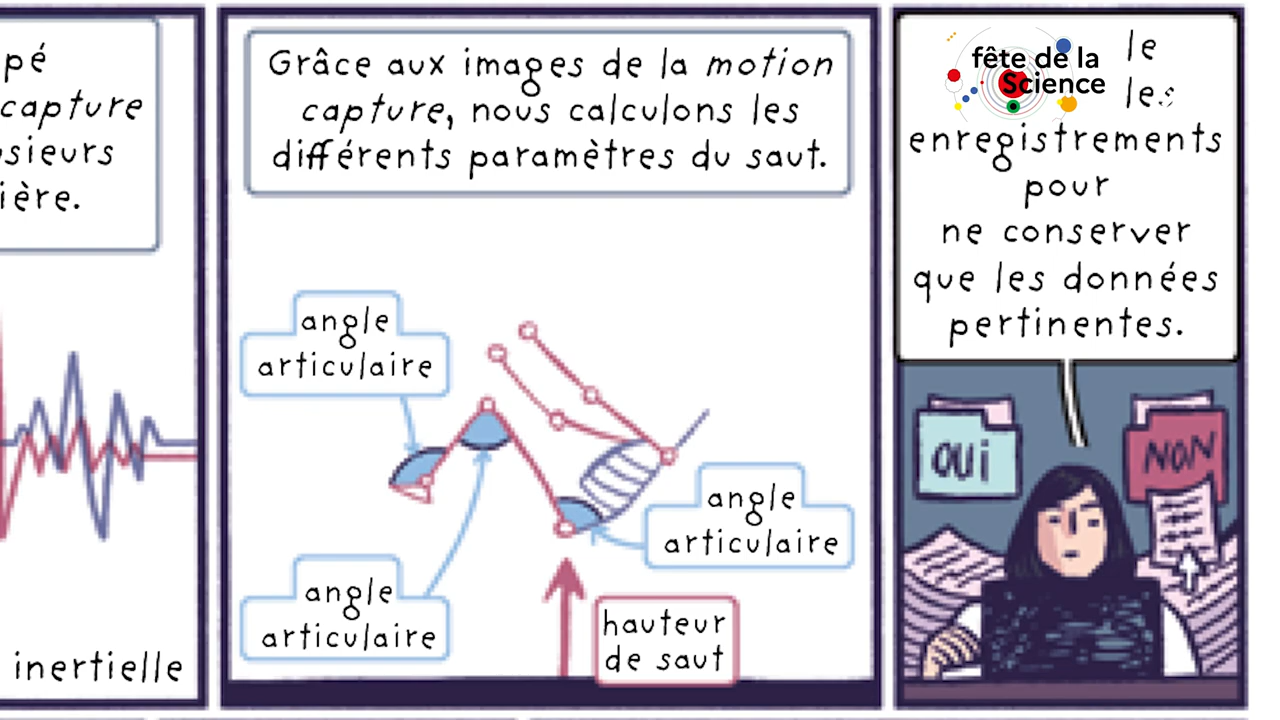 pé
capture
sieurs
ière.
inertielle
Grâce aux images de la motion
capture, nous calculons les
différents paramètres du saut.
angle
articulaire
angle
articulaire
angle
articulaire
hauteur
de saut
fête de la
Science
le
les
enregistrements
pour
ne conserver
que les données
pertinentes.
OUi
NON